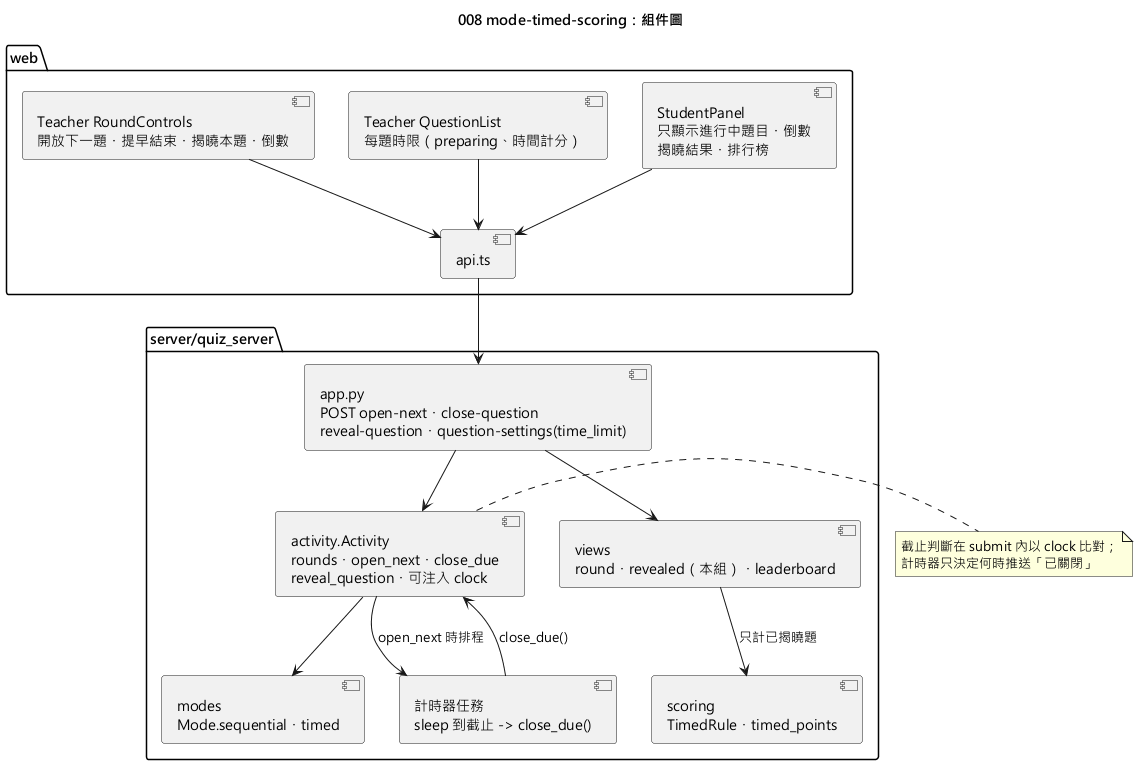 008 mode-timed-scoring：組件圖
web
Teacher RoundControls
開放下一題 · 提早結束 · 揭曉本題 · 倒數
Teacher QuestionList
每題時限（preparing、時間計分）
StudentPanel
只顯示進行中題目 · 倒數
揭曉結果 · 排行榜
api.ts
server/quiz_server
app.py
POST open-next · close-question
reveal-question · question-settings(time_limit)
activity.Activity
rounds · open_next · close_due
reveal_question · 可注入 clock
views
round · revealed（本組） · leaderboard
截止判斷在 submit 內以 clock 比對；
計時器只決定何時推送「已關閉」
open_next 時排程
close_due()
只計已揭曉題
modes
Mode.sequential · timed
計時器任務
sleep 到截止 -> close_due()
scoring
TimedRule · timed_points